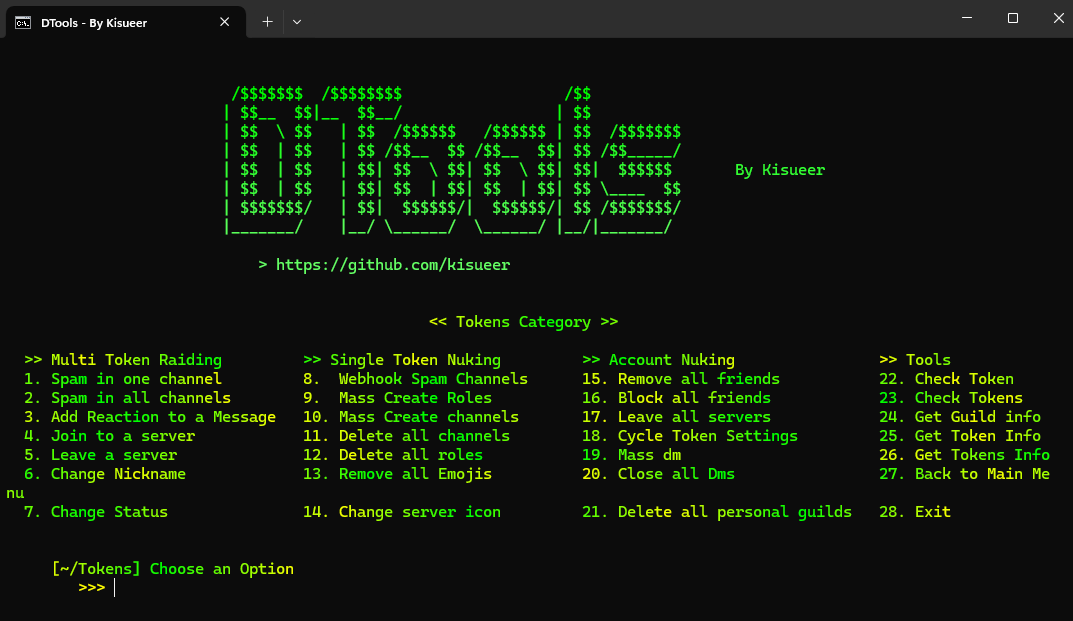 DTools - By Kisueer
/$$$$$$$  /$$$$$$$$                  /$$
| $$__  $$|__  $$__/                 | $$
| $$  \ $$   | $$  /$$$$$$   /$$$$$$ | $$  /$$$$$$$
| $$  | $$   | $$ /$$__  $$ /$$__  $$| $$ /$$_____/
| $$  | $$   | $$| $$  \ $$| $$  \ $$| $$|  $$$$$$       By Kisueer
| $$  | $$   | $$| $$  | $$| $$  | $$| $$ \____  $$
| $$$$$$$/   | $$|  $$$$$$/|  $$$$$$/| $$ /$$$$$$$/
|_______/    |__/ \______/  \______/ |__/|_______/
> https://github.com/kisueer
<< Tokens Category >>
>> Multi Token Raiding >> Single Token Nuking >> Account Nuking >> Tools
1. Spam in one channel 8. Webhook Spam Channels 15. Remove all friends 22. Check Token
2. Spam in all channels 9. Mass Create Roles 16. Block all friends 23. Check Tokens
3. Add Reaction to a Message 10. Mass Create channels 17. Leave all servers 24. Get Guild info
4. Join to a server 11. Delete all channels 18. Cycle Token Settings 25. Get Token Info
5. Leave a server 12. Delete all roles 19. Mass dm 26. Get Tokens Info
6. Change Nickname 13. Remove all Emojis 20. Close all Dms 27. Back to Main Me
nu
7. Change Status 14. Change server icon 21. Delete all personal guilds 28. Exit
[~/Tokens] Choose an Option
>>>